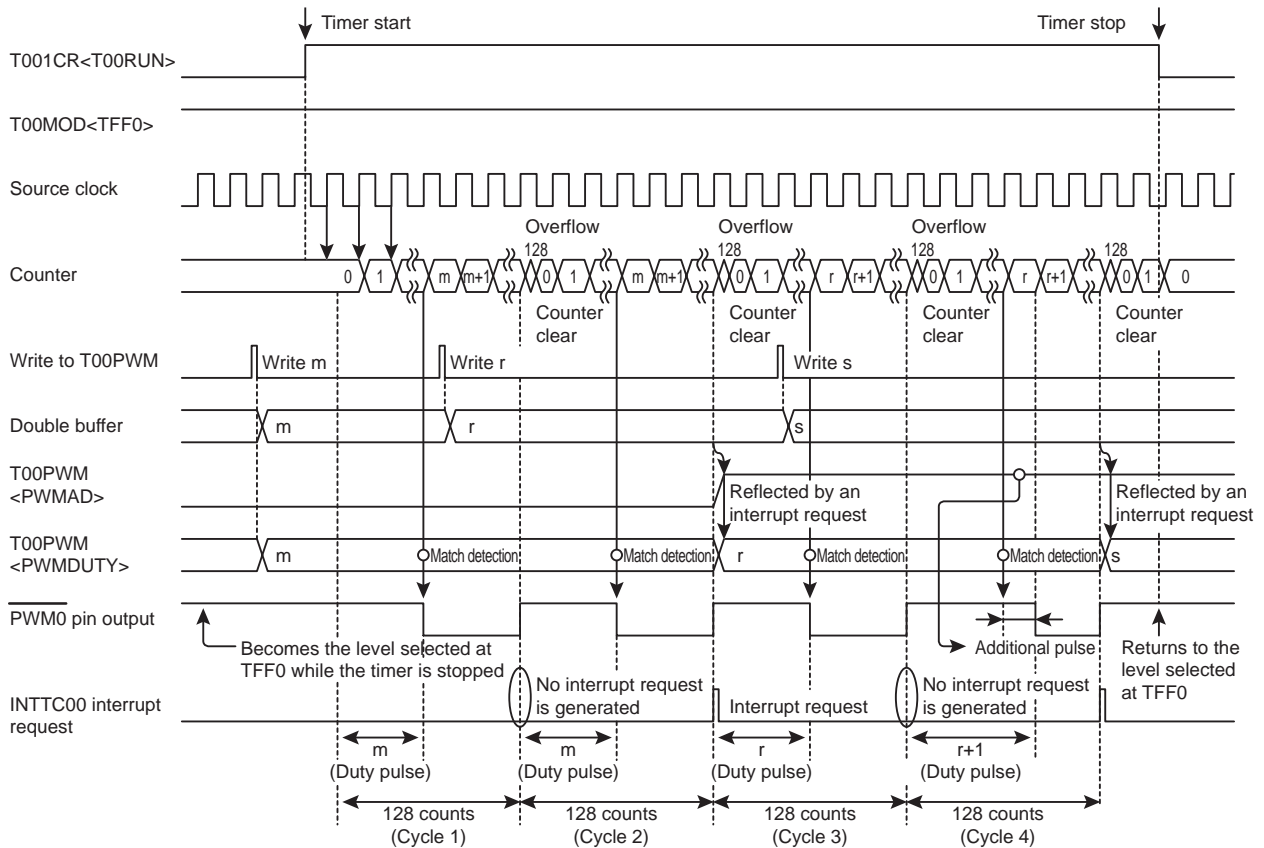 Timer start
Timer stop
T001CR<T00RUN>
T00MOD<TFF0>
Source clock
Overflow
Overflow
Overflow
128
128
128
128
Counter
0 1 m m+1 0 1 m m+1 0 1 r r+1 0 1 r r+1 0 1 0
Counter
clear
Counter
clear
Counter
clear
Counter
clear
Write to T00PWM
Write m
Write r
Write s
Double buffer
m
r
s
T00PWM
<PWMAD>
Reflected by an
interrupt request
Reflected by an
interrupt request
T00PWM
<PWMDUTY>
m
Match detection
Match detection
r
Match detection
Match detection
s
PWM0 pin output
Becomes the level selected at
TFF0 while the timer is stopped
Additional pulse
Returns to the
level selected
at TFF0
INTTC00 interrupt
request
No interrupt request
is generated
Interrupt request
No interrupt request
is generated
m
(Duty pulse)
m
(Duty pulse)
r
(Duty pulse)
r+1
(Duty pulse)
128 counts
(Cycle 1)
128 counts
(Cycle 2)
128 counts
(Cycle 3)
128 counts
(Cycle 4)